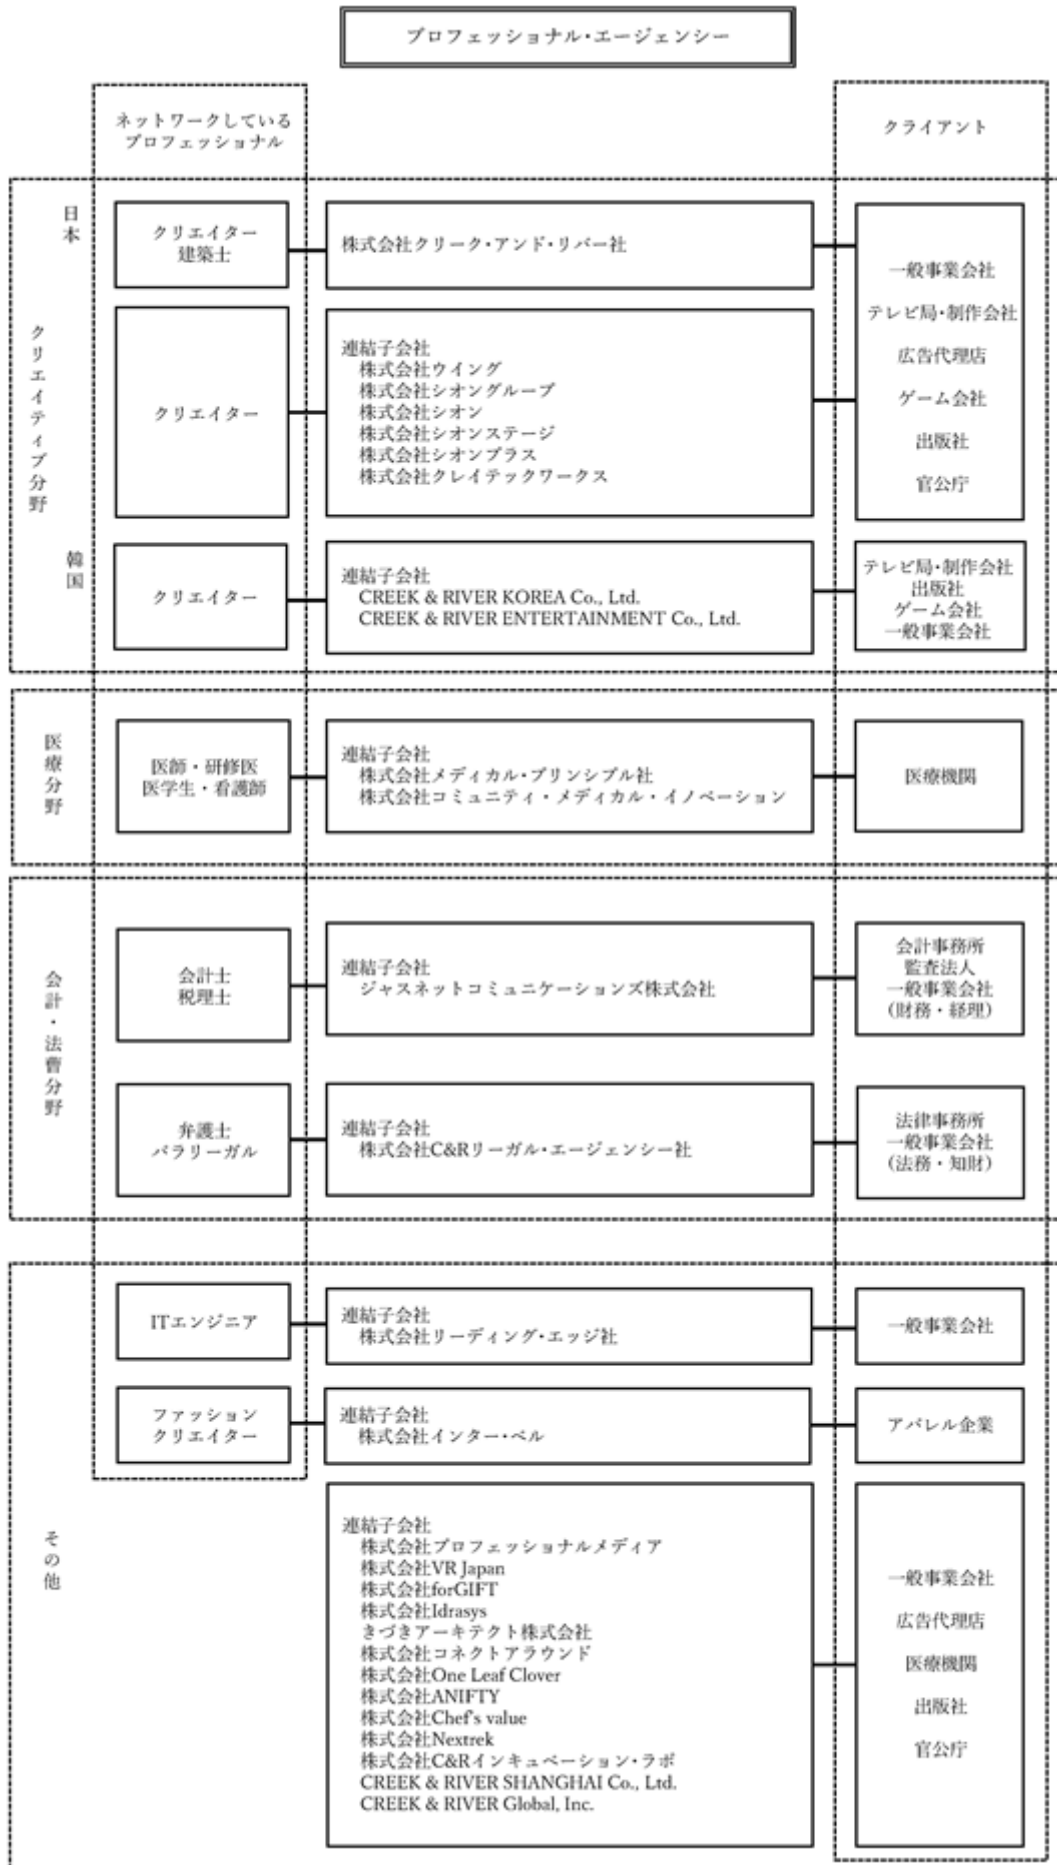 プロフェッショナル・エージェンシー
ネットワークしている
プロフェッショナル
クライアント
クリエイティブ分野
日本
クリエイター
建築士
株式会社クリーク・アンド・リバー社
クリエイター
連結子会社
株式会社ウイング
株式会社シオングループ
株式会社シオン
株式会社シオンステージ
株式会社シオンプラス
株式会社クレイテックワークス
一般事業会社
テレビ局・制作会社
広告代理店
ゲーム会社
出版社
官公庁
韓国
クリエイター
連結子会社
CREEK & RIVER KOREA Co., Ltd.
CREEK & RIVER ENTERTAINMENT Co., Ltd.
テレビ局・制作会社
出版社
ゲーム会社
一般事業会社
医療分野
医師・研修医
医学生・看護師
連結子会社
株式会社メディカル・プリンシプル社
株式会社コミュニティ・メディカル・イノベーション
医療機関
会計・法曹分野
会計士
税理士
連結子会社
ジャスネットコミュニケーションズ株式会社
会計事務所
監査法人
一般事業会社
(財務・経理)
弁護士
パラリーガル
連結子会社
株式会社C&Rリーガル・エージェンシー社
法律事務所
一般事業会社
(法務・知財)
その他
ITエンジニア
連結子会社
株式会社リーディング・エッジ社
一般事業会社
ファッション
クリエイター
連結子会社
株式会社インター・ベル
アパレル企業
連結子会社
株式会社プロフェッショナルメディア
株式会社VR Japan
株式会社forGIFT
株式会社Idrasys
きづきアーキテクト株式会社
株式会社コネクトアラウンド
株式会社One Leaf Clover
株式会社ANIFTY
株式会社Chef's value
株式会社Nextrek
株式会社C&Rインキュベーション・ラボ
CREEK & RIVER SHANGHAI Co., Ltd.
CREEK & RIVER Global, Inc.
一般事業会社
広告代理店
医療機関
出版社
官公庁